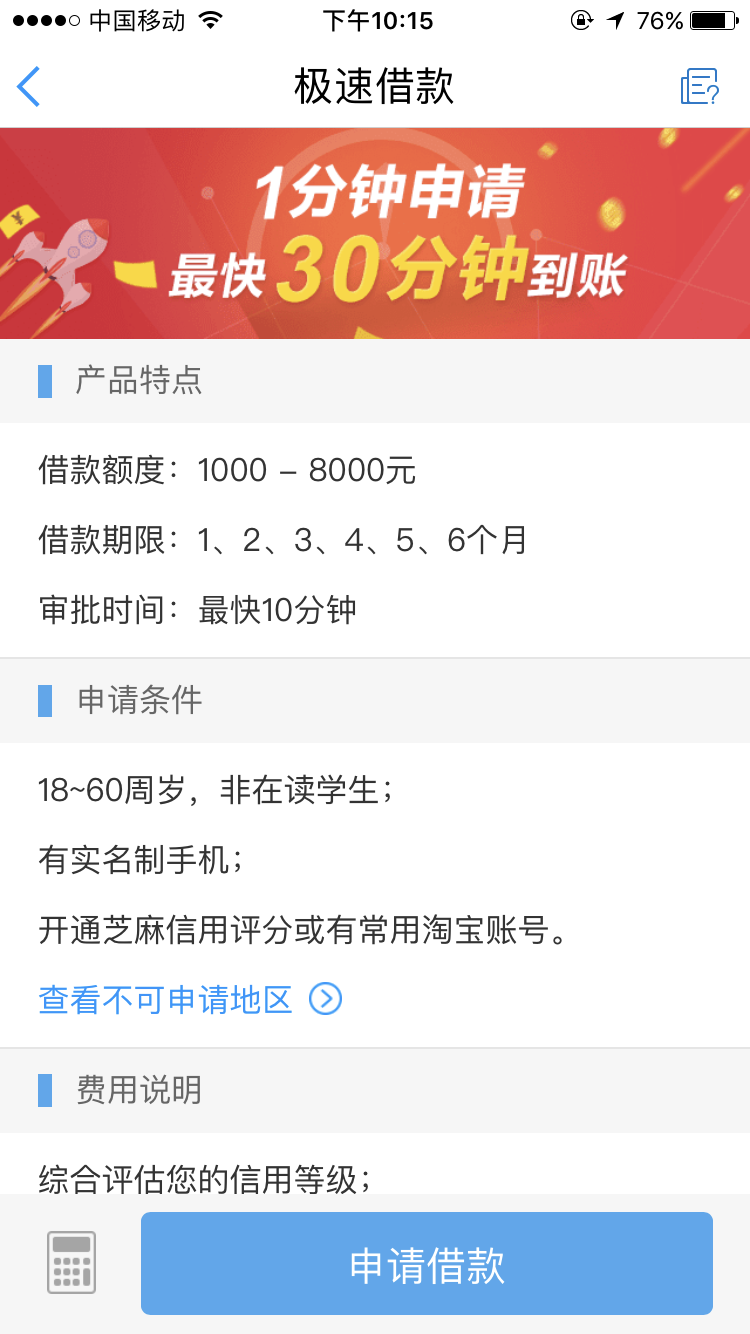 中国移动 下午10:15 76%
极速借款
1分钟申请
最快30分钟到账
产品特点
借款额度：1000 – 8000元
借款期限：1、2、3、4、5、6个月
审批时间：最快10分钟
申请条件
18~60周岁，非在读学生；
有实名制手机；
开通芝麻信用评分或有常用淘宝账号。
查看不可申请地区
费用说明
综合评估您的信用等级；
申请借款